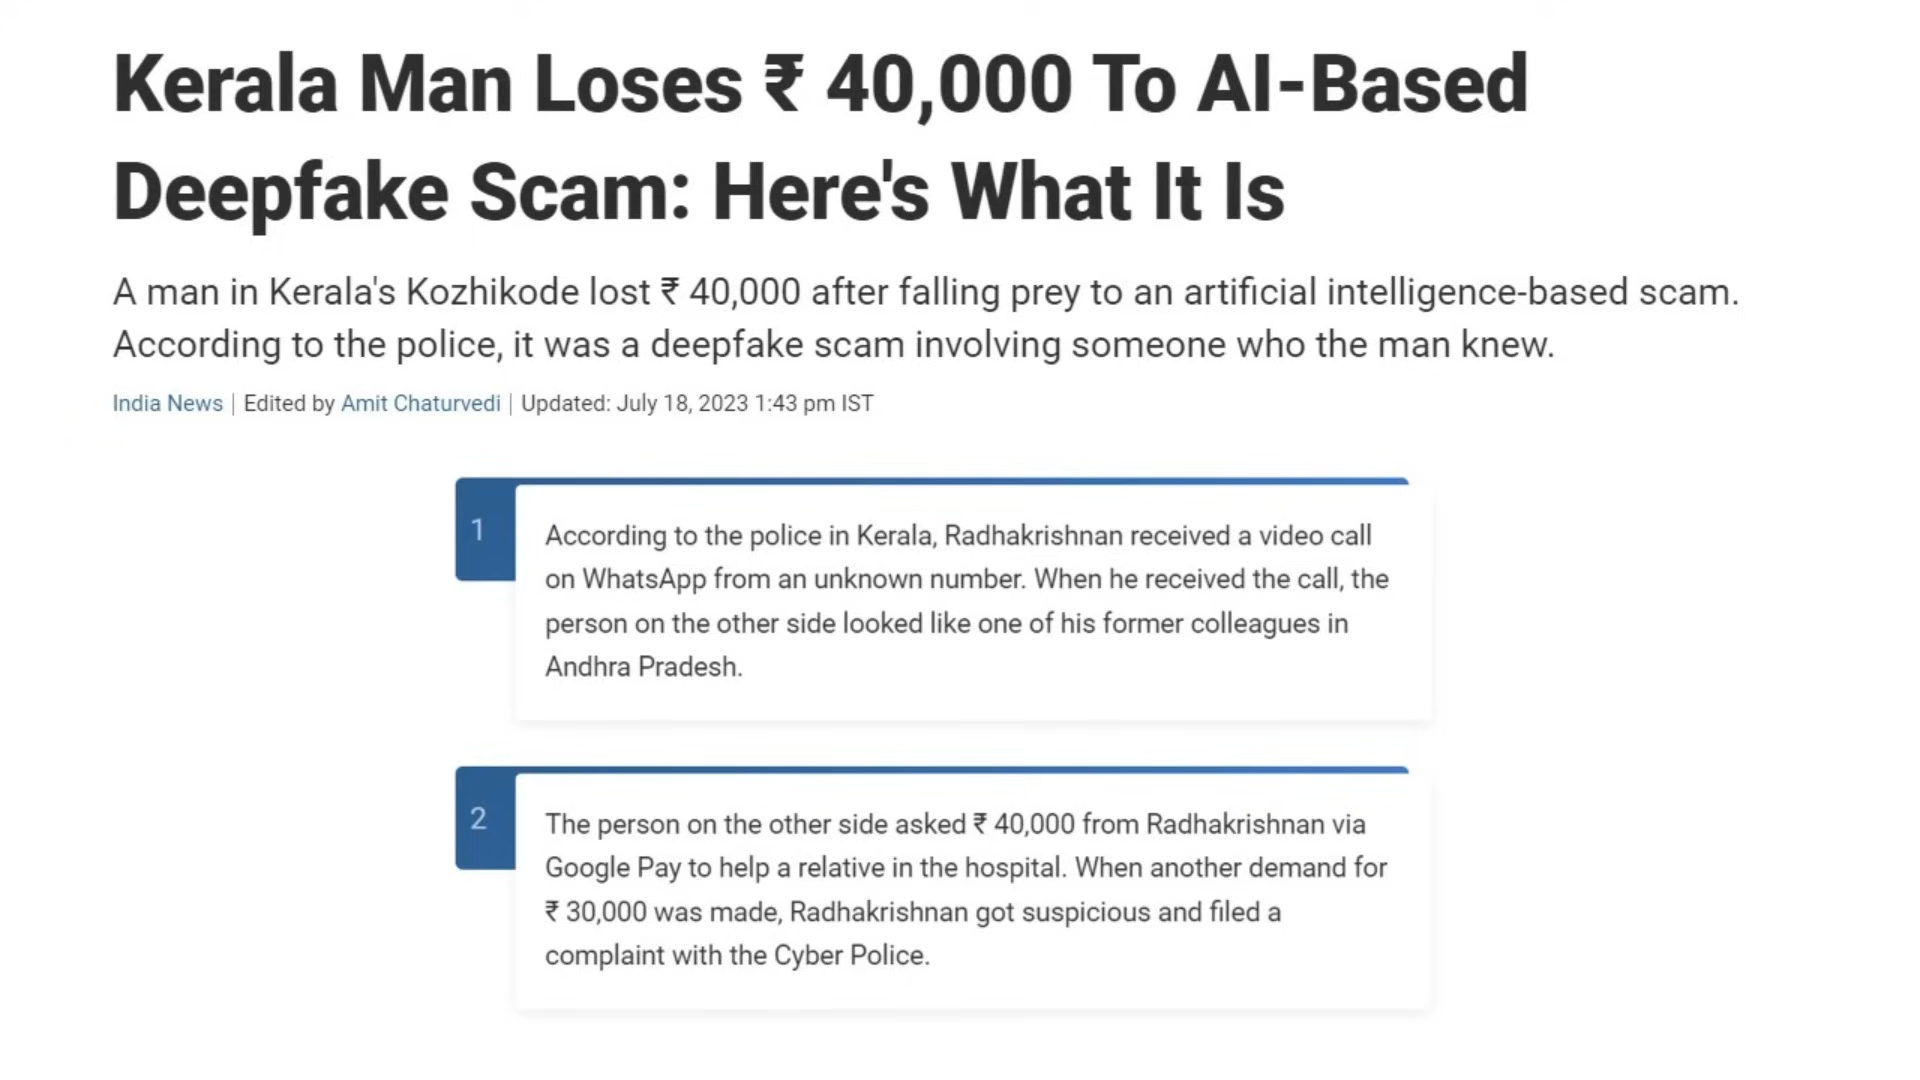 Kerala Man Loses ₹ 40,000 To AI-Based
Deepfake Scam: Here's What It Is
A man in Kerala's Kozhikode lost ₹ 40,000 after falling prey to an artificial intelligence-based scam.
According to the police, it was a deepfake scam involving someone who the man knew.
India News | Edited by Amit Chaturvedi | Updated: July 18, 2023 1:43 pm IST
1
According to the police in Kerala, Radhakrishnan received a video call
on WhatsApp from an unknown number. When he received the call, the
person on the other side looked like one of his former colleagues in
Andhra Pradesh.
2
The person on the other side asked ₹ 40,000 from Radhakrishnan via
Google Pay to help a relative in the hospital. When another demand for
₹ 30,000 was made, Radhakrishnan got suspicious and filed a
complaint with the Cyber Police.